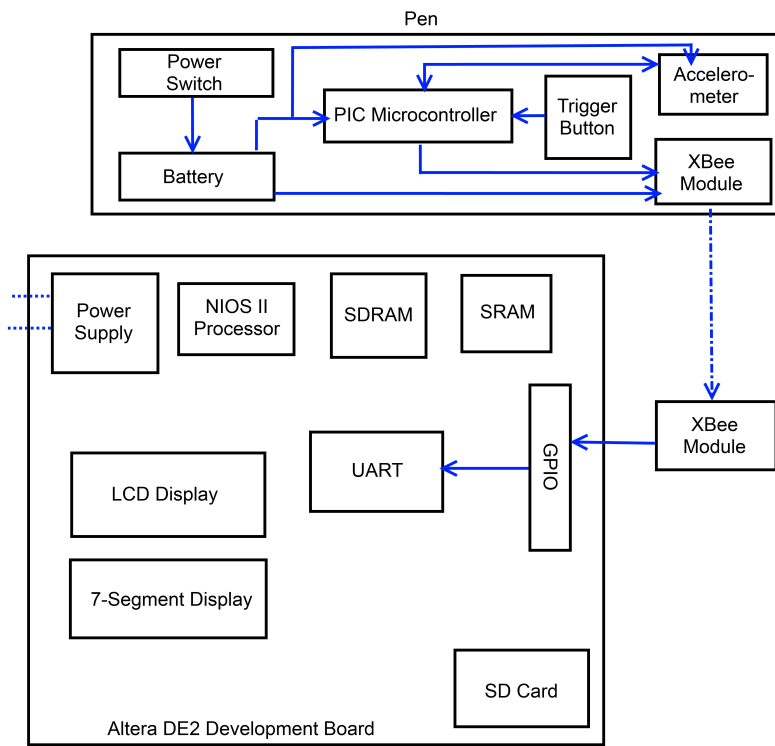 Pen
Power
Switch
Accelero-
meter
PIC Microcontroller
Trigger
Button
Battery
XBee
Module
Power
Supply
NIOS II
Processor
SDRAM
SRAM
XBee
Module
GPIO
UART
LCD Display
7-Segment Display
SD Card
Altera DE2 Development Board